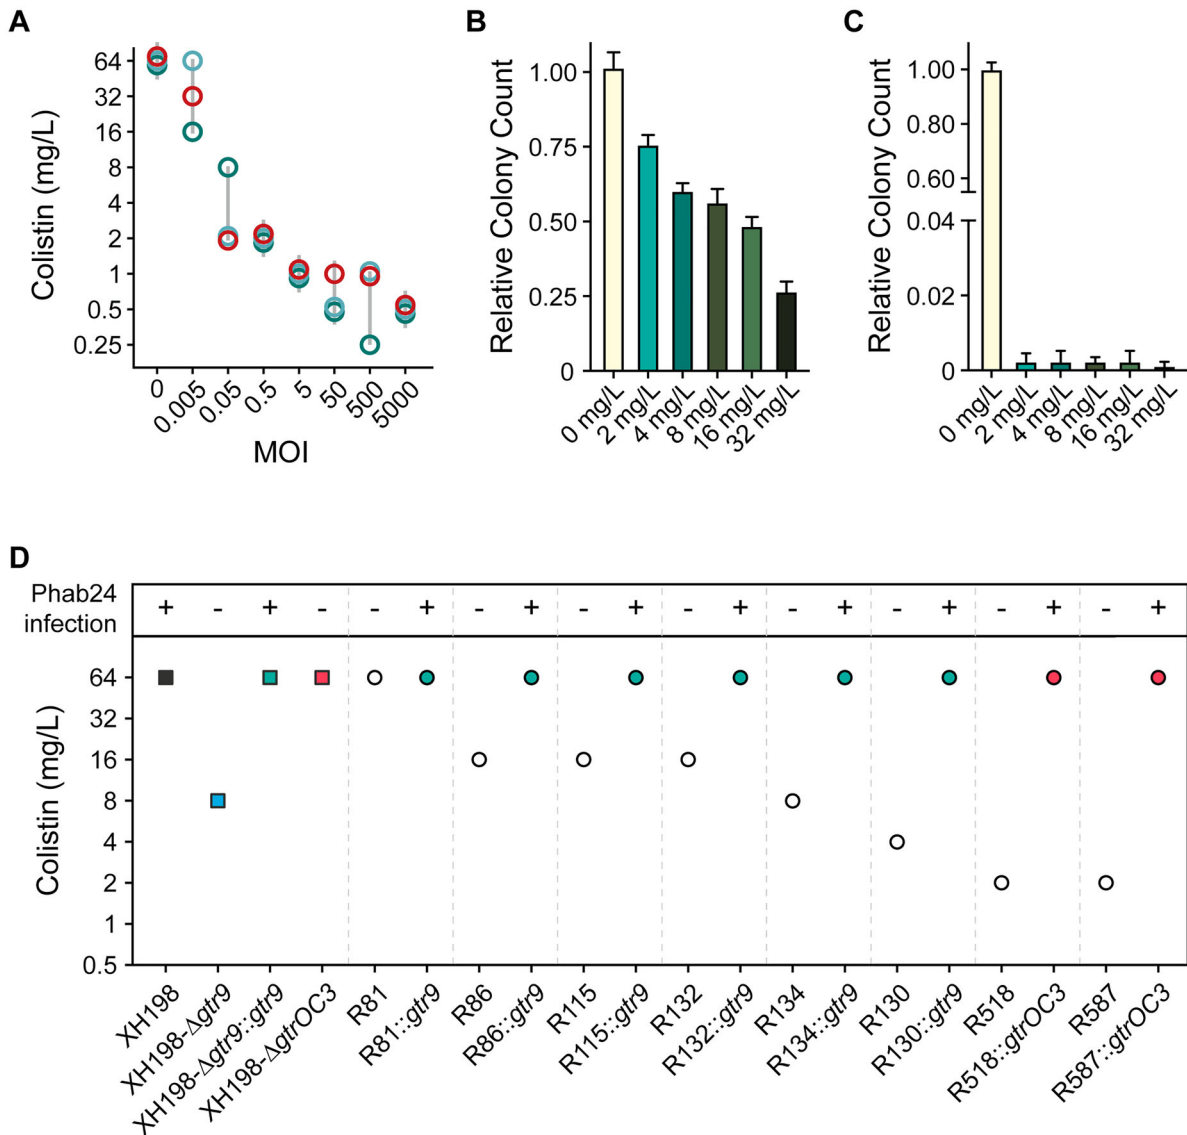 A
Colistin (mg/L)
64
32
16
8
4
2
1
0.5
0.25
0
0.005
0.05
0.5
5
50
500
5000
MOI
B
Relative Colony Count
1.00
0.75
0.50
0.25
0
0 mg/L
2 mg/L
4 mg/L
8 mg/L
16 mg/L
32 mg/L
C
Relative Colony Count
1.00
0.80
0.60
0.04
0.02
0
0 mg/L
2 mg/L
4 mg/L
8 mg/L
16 mg/L
32 mg/L
D
Phab24
infection
+ - + - - + - + - + - + - + - + - + - +
Colistin (mg/L)
64
32
16
8
4
2
1
0.5
XH198
XH198-Δgtr9
XH198-Δgtr9::gtr9
XH198-ΔgtrOC3
R81
R81::gtr9
R86
R86::gtr9
R115
R115::gtr9
R132
R132::gtr9
R134
R134::gtr9
R130
R130::gtr9
R518
R518::gtrOC3
R587
R587::gtrOC3